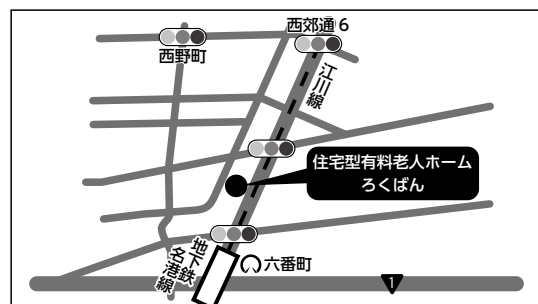 西郊通6
西野町
江川線
住宅型有料老人ホーム
ろくばん
地下鉄
名港線
六番町
1